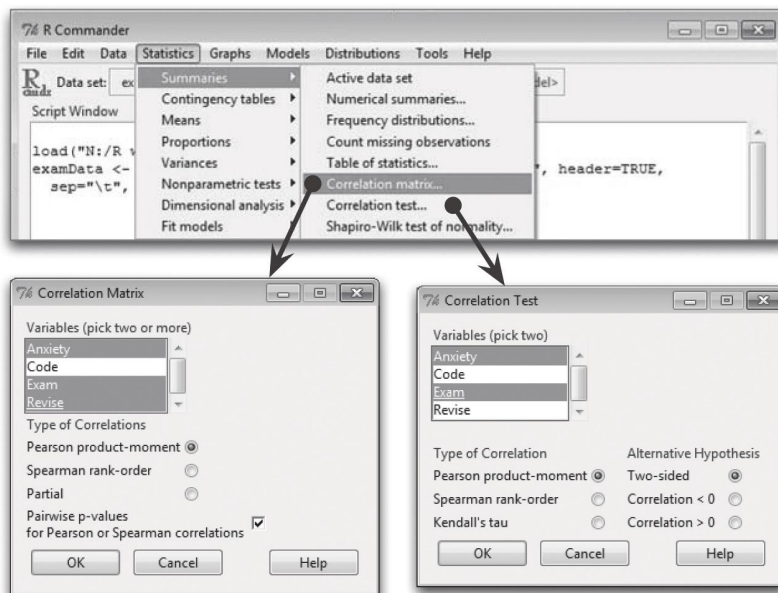 R Commander
File Edit Data Statistics Graphs Models Distributions Tools Help
R cmdr Data set: ex del>
Script Window
Summaries
Contingency tables
Means
Proportions
Variances
Nonparametric tests
Dimensional analysis
Fit models
Active data set
Numerical summaries...
Frequency distributions...
Count missing observations
Table of statistics...
Correlation matrix...
Correlation test...
Shapiro-Wilk test of normality...
load("N:/R w
examData <- ", header=TRUE,
sep="\t",
Correlation Matrix
Variables (pick two or more)
Anxiety
Code
Exam
Revise
Type of Correlations
Pearson product-moment
Spearman rank-order
Partial
Pairwise p-values
for Pearson or Spearman correlations
OK Cancel Help
Correlation Test
Variables (pick two)
Anxiety
Code
Exam
Revise
Type of Correlation Alternative Hypothesis
Pearson product-moment Two-sided
Spearman rank-order Correlation < 0
Kendall's tau Correlation > 0
OK Cancel Help